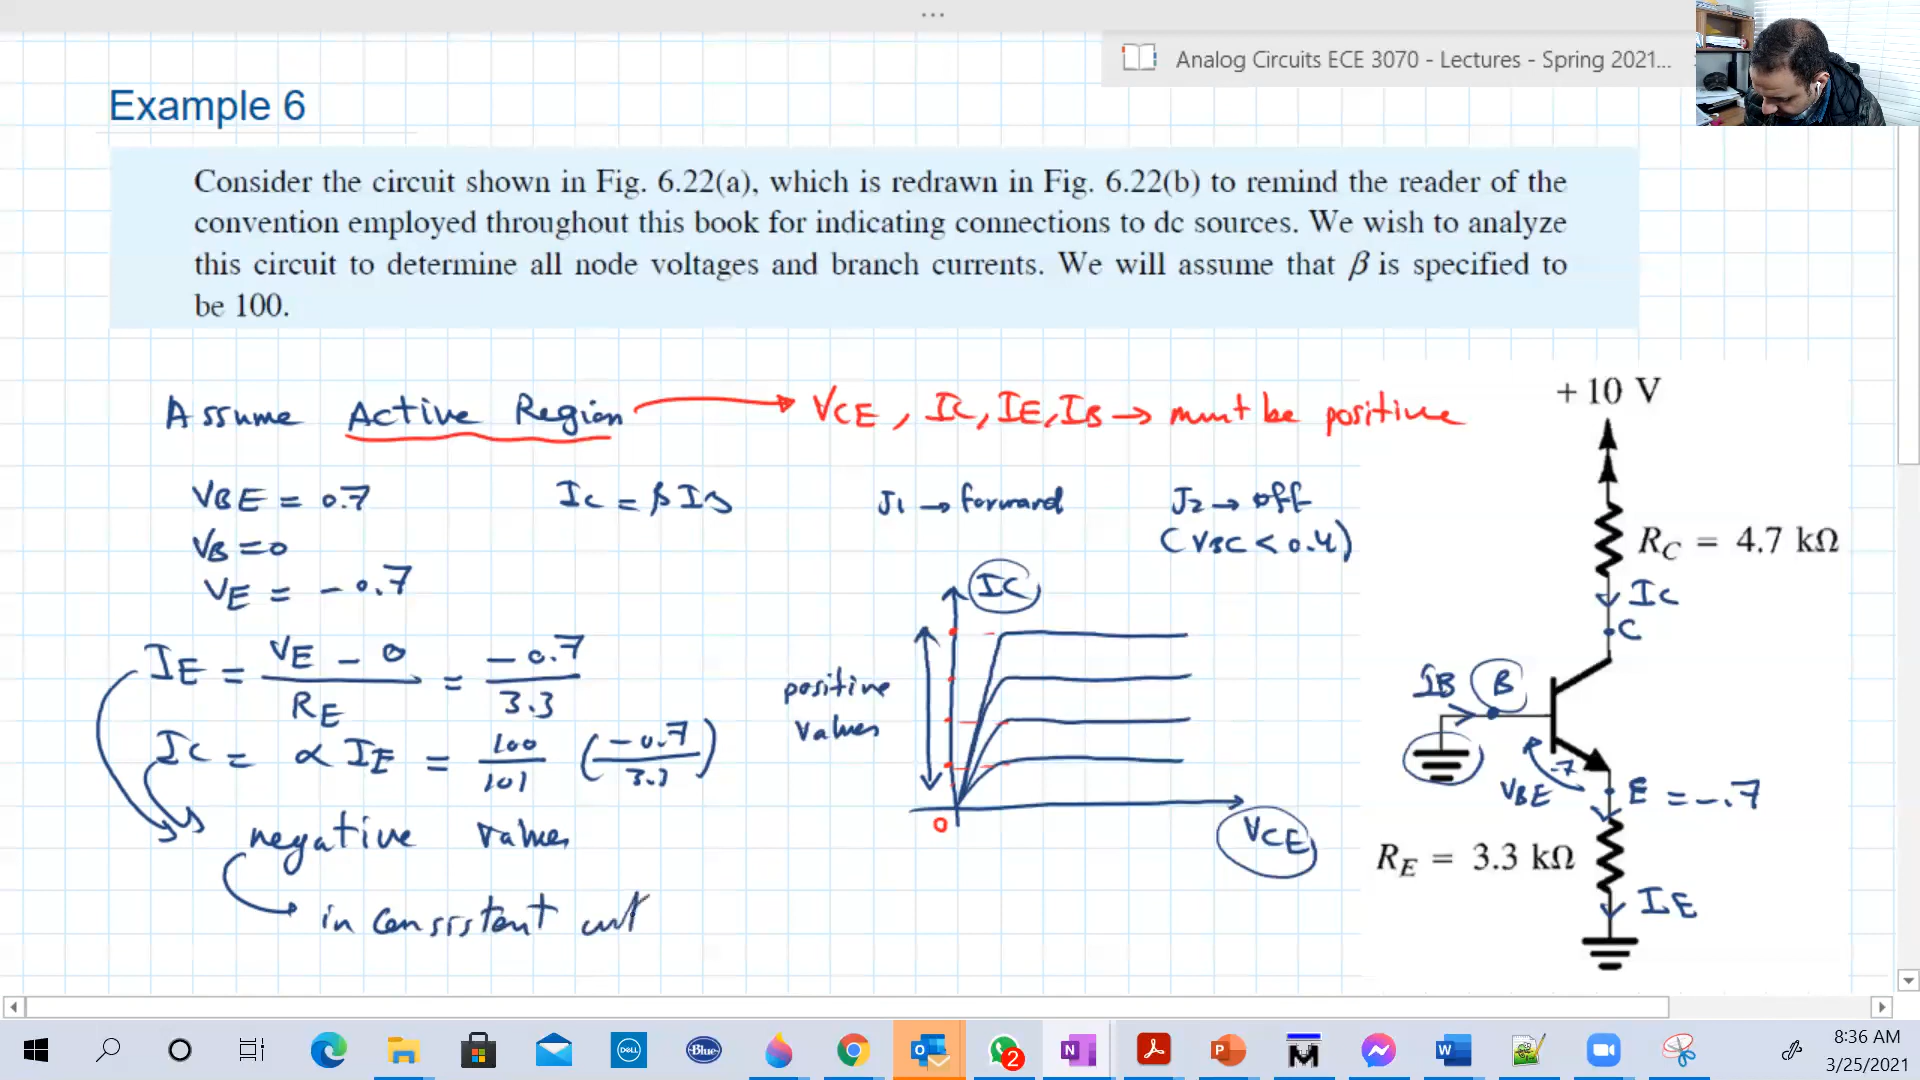 ...
Analog Circuits ECE 3070 - Lectures - Spring 2021...
Example 6
Consider the circuit shown in Fig. 6.22(a), which is redrawn in Fig. 6.22(b) to remind the reader of the
convention employed throughout this book for indicating connections to dc sources. We wish to analyze
this circuit to determine all node voltages and branch currents. We will assume that β is specified to
be 100.
Assume Active Region → VCE, IC, IE, IB → must be positive
VBE = 0.7
IC = β IB
J1 → forward
J2 → off
(VBC < 0.4)
VB = 0
VE = -0.7
IE = VE - 0 / RE = -0.7 / 3.3
IC = α IE = 100 / 101 (-0.7 / 3.3)
negative values
in consistent
IC
positive
values
0
VCE
+10 V
RC = 4.7 kΩ
IC
C
IB B
VBE
-.7
E = -.7
RE = 3.3 kΩ
IE
DELL
Blue
2
8:36 AM
3/25/2021